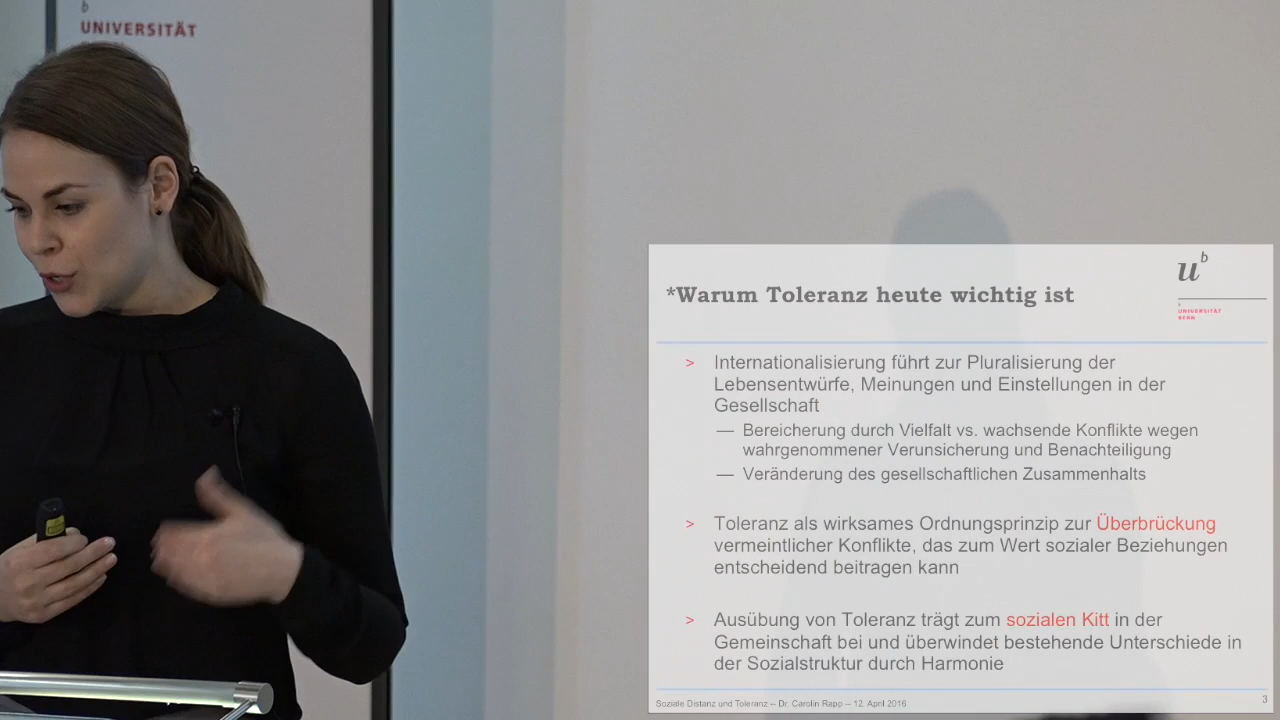 b
UNIVERSITÄT
*Warum Toleranz heute wichtig ist
u b
b
UNIVERSITÄT
BERN
> Internationalisierung führt zur Pluralisierung der
Lebensentwürfe, Meinungen und Einstellungen in der
Gesellschaft
— Bereicherung durch Vielfalt vs. wachsende Konflikte wegen
wahrgenommener Verunsicherung und Benachteiligung
— Veränderung des gesellschaftlichen Zusammenhalts
> Toleranz als wirksames Ordnungsprinzip zur Überbrückung
vermeintlicher Konflikte, das zum Wert sozialer Beziehungen
entscheidend beitragen kann
> Ausübung von Toleranz trägt zum sozialen Kitt in der
Gemeinschaft bei und überwindet bestehende Unterschiede in
der Sozialstruktur durch Harmonie
Soziale Distanz und Toleranz – Dr. Carolin Rapp – 12. April 2016
3